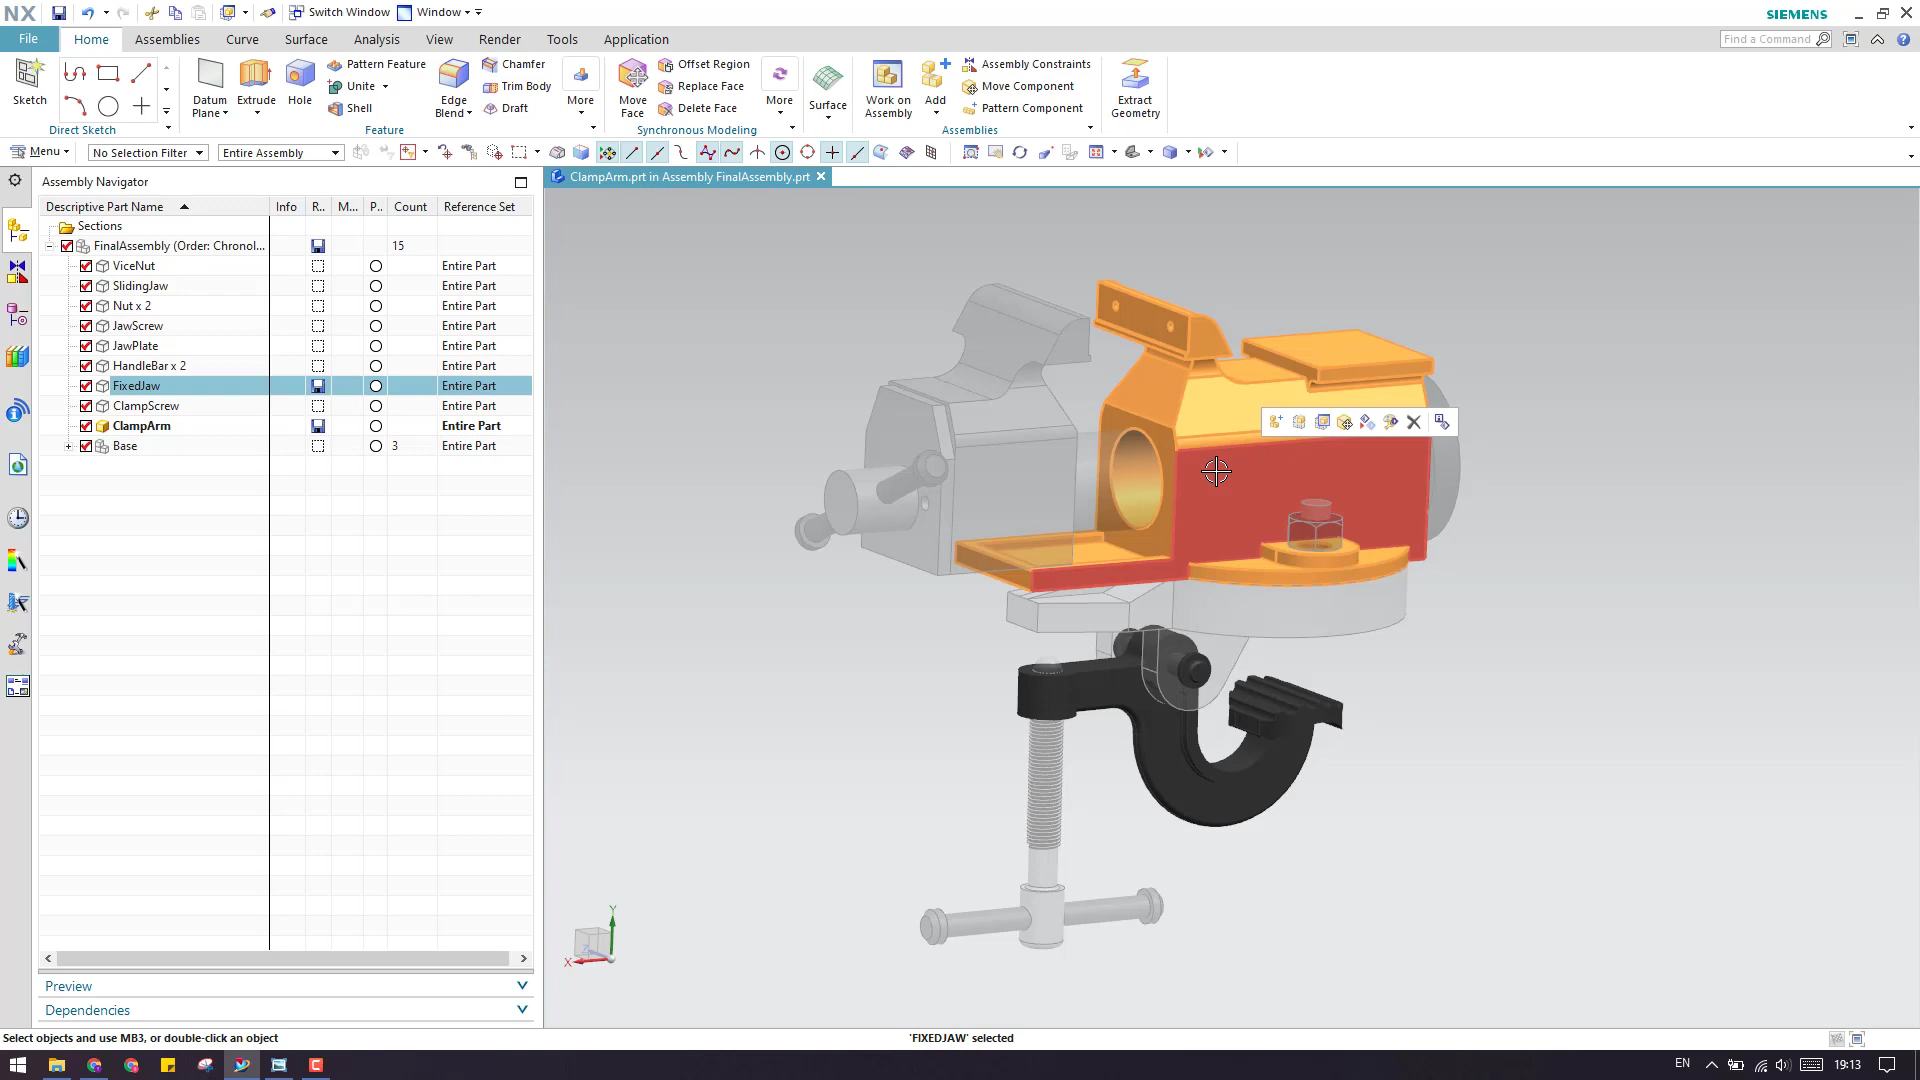 NX
Switch Window
Window
SIEMENS
File
Home
Assemblies
Curve
Surface
Analysis
View
Render
Tools
Application
Find a Command
Sketch
Direct Sketch
Datum
Plane
Extrude
Hole
Pattern Feature
Unite
Shell
Edge
Blend
Chamfer
Trim Body
Draft
More
Feature
Move
Face
Offset Region
Replace Face
Delete Face
More
Synchronous Modeling
Surface
Work on
Assembly
Add
Assembly Constraints
Move Component
Pattern Component
Assemblies
Extract
Geometry
Menu
No Selection Filter
Entire Assembly
Assembly Navigator
ClampArm.prt in Assembly FinalAssembly.prt
Descriptive Part Name
Info
R..
M...
P..
Count
Reference Set
Sections
FinalAssembly (Order: Chronol...
15
ViceNut
Entire Part
SlidingJaw
Entire Part
Nut x 2
Entire Part
JawScrew
Entire Part
JawPlate
Entire Part
HandleBar x 2
Entire Part
FixedJaw
Entire Part
ClampScrew
Entire Part
ClampArm
Entire Part
Base
3
Entire Part
Y
Z
X
Preview
Dependencies
Select objects and use MB3, or double-click an object
'FIXEDJAW' selected
EN
19:13